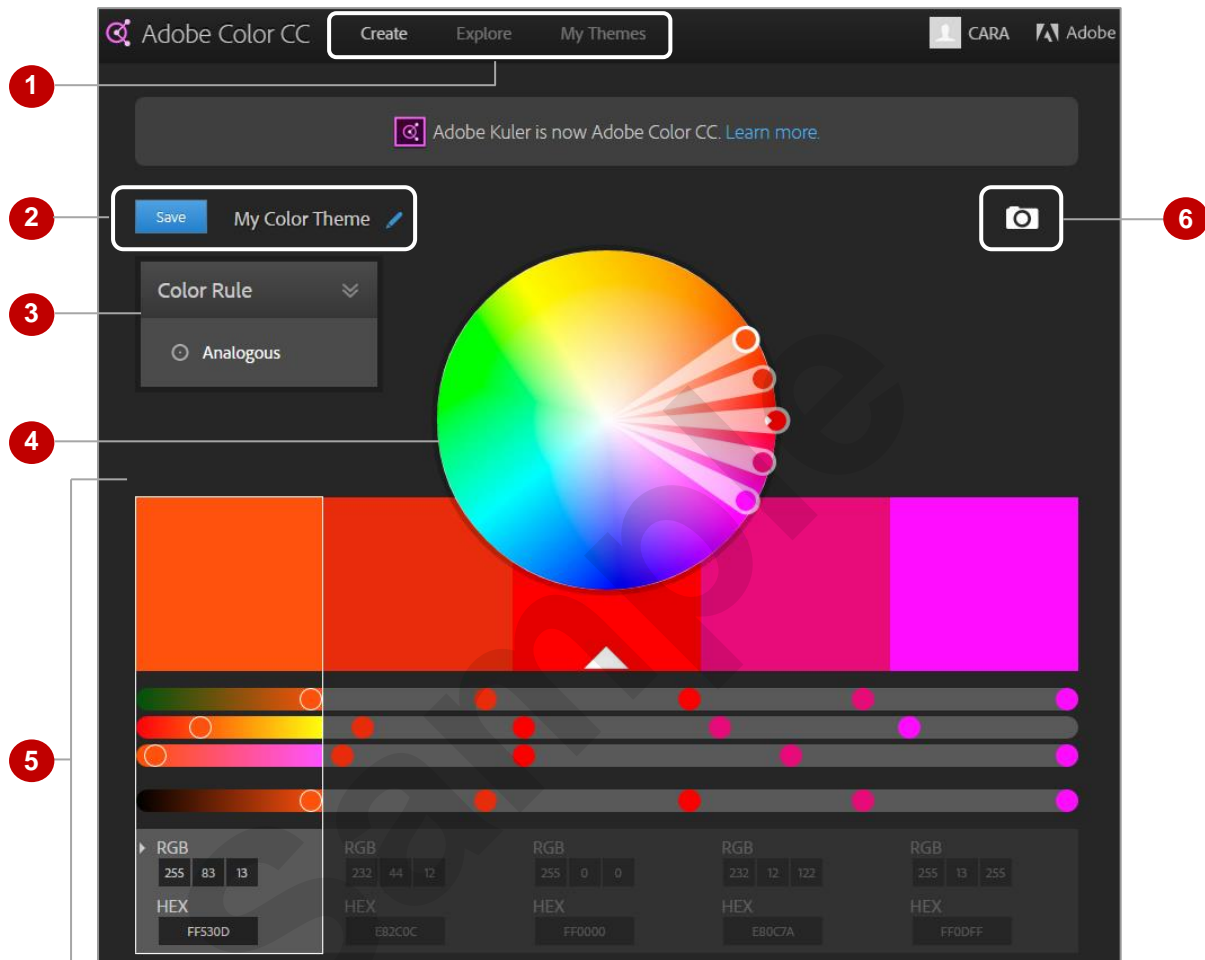 Adobe Color CC Create Explore My Themes CARA Adobe
1
Adobe Kuler is now Adobe Color CC. Learn more.
2 Save My Color Theme 6
Color Rule
3
Analogous
4
5
RGB RGB RGB RGB RGB
255 83 13 232 44 12 255 0 0 232 12 122 255 13 255
HEX HEX HEX HEX HEX
FF530D E82C0C FF0000 E80C7A FF0DFF
Sample